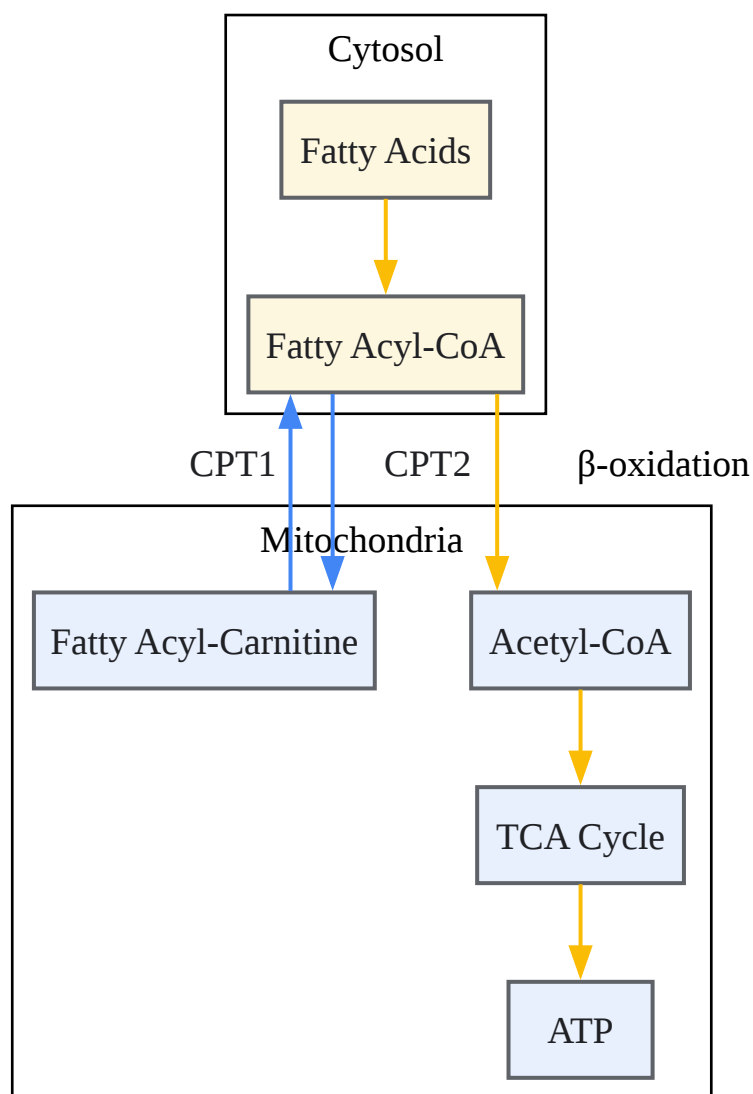 Cytosol
Fatty Acids
Fatty Acyl-CoA
CPT1 CPT2 β-oxidation
Mitochondria
Fatty Acyl-Carnitine Acetyl-CoA
TCA Cycle
ATP